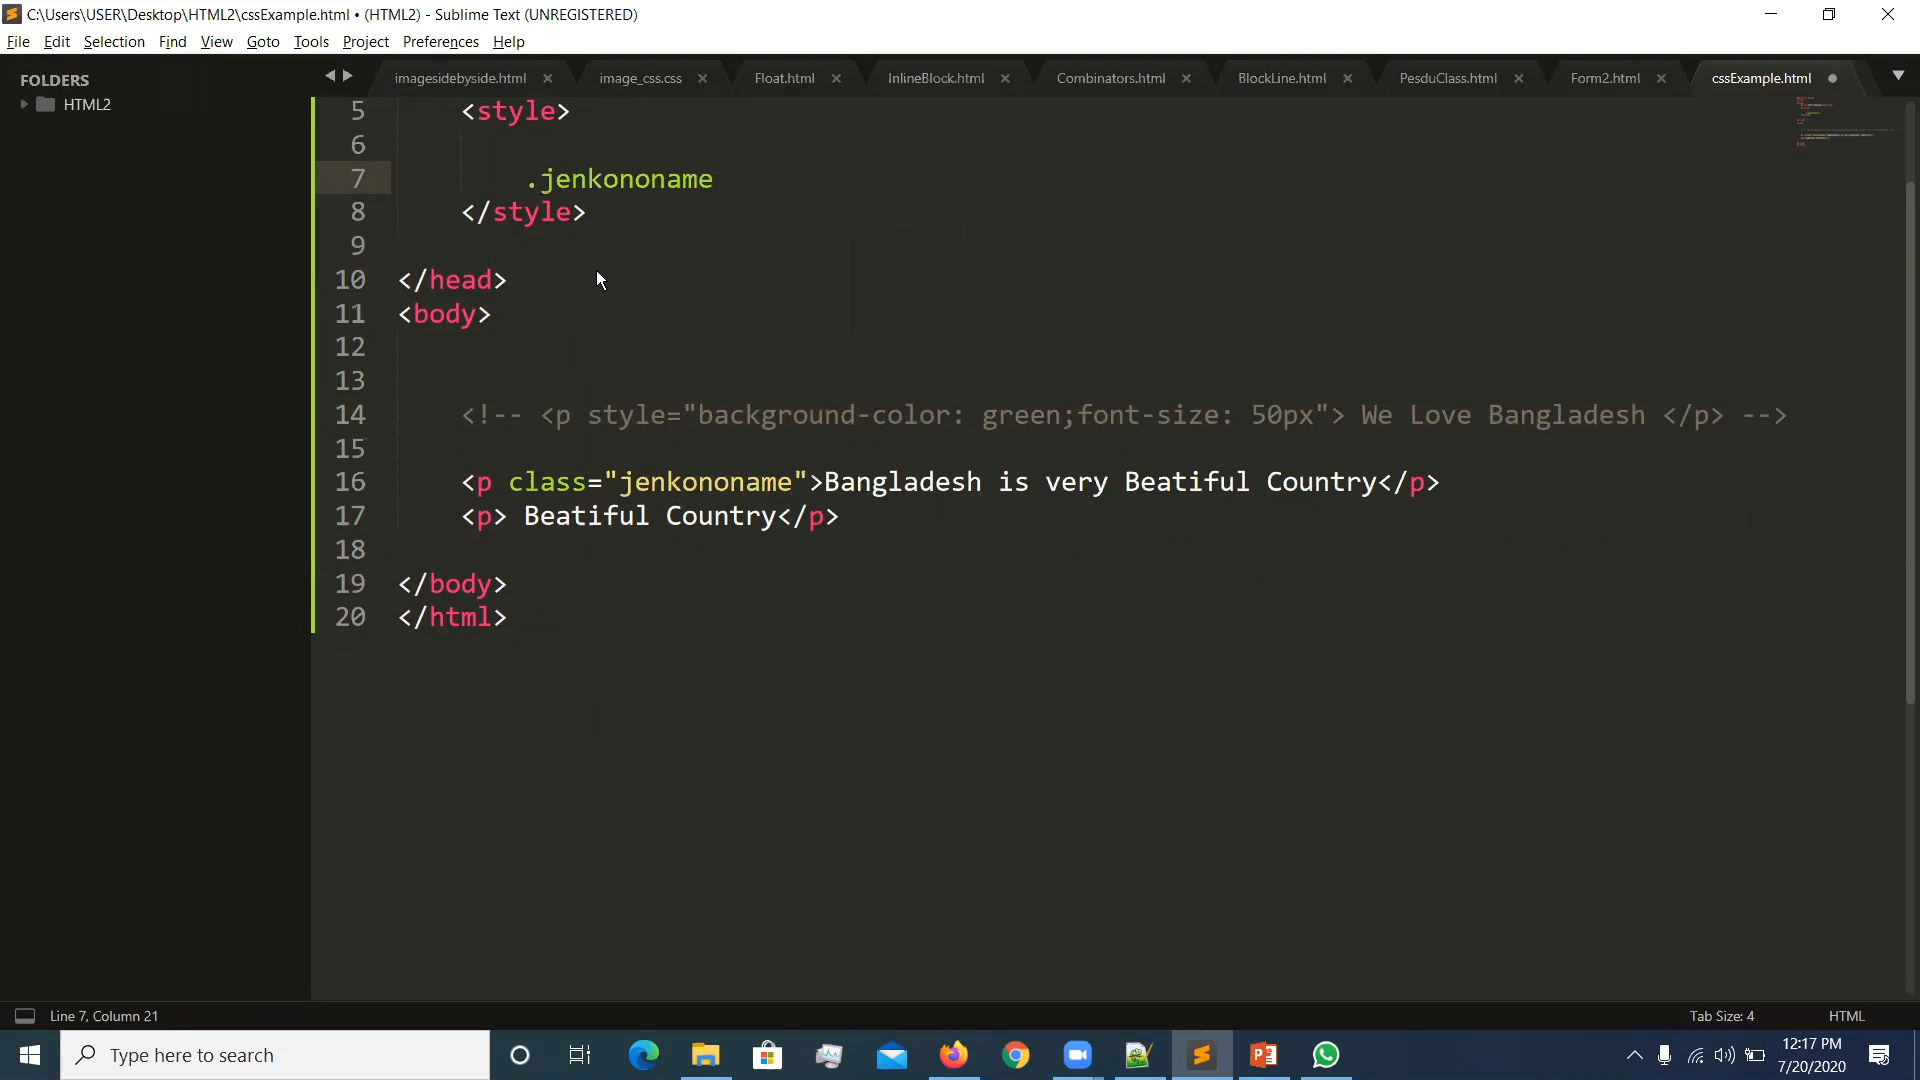 C:\Users\USER\Desktop\HTML2\cssExample.html • (HTML2) - Sublime Text (UNREGISTERED)
File Edit Selection Find View Goto Tools Project Preferences Help
FOLDERS
HTML2
imagesidebyside.html × image_css.css × Float.html × InlineBlock.html × Combinators.html × BlockLine.html × PesduClass.html × Form2.html × cssExample.html
5 <style>
6
7 .jenkononame
8 </style>
9
10 </head>
11 <body>
12
13
14 <!-- <p style="background-color: green;font-size: 50px"> We Love Bangladesh </p> -->
15
16 <p class="jenkononame">Bangladesh is very Beatiful Country</p>
17 <p> Beatiful Country</p>
18
19 </body>
20 </html>
Line 7, Column 21
Tab Size: 4 HTML
Type here to search
12:17 PM
7/20/2020